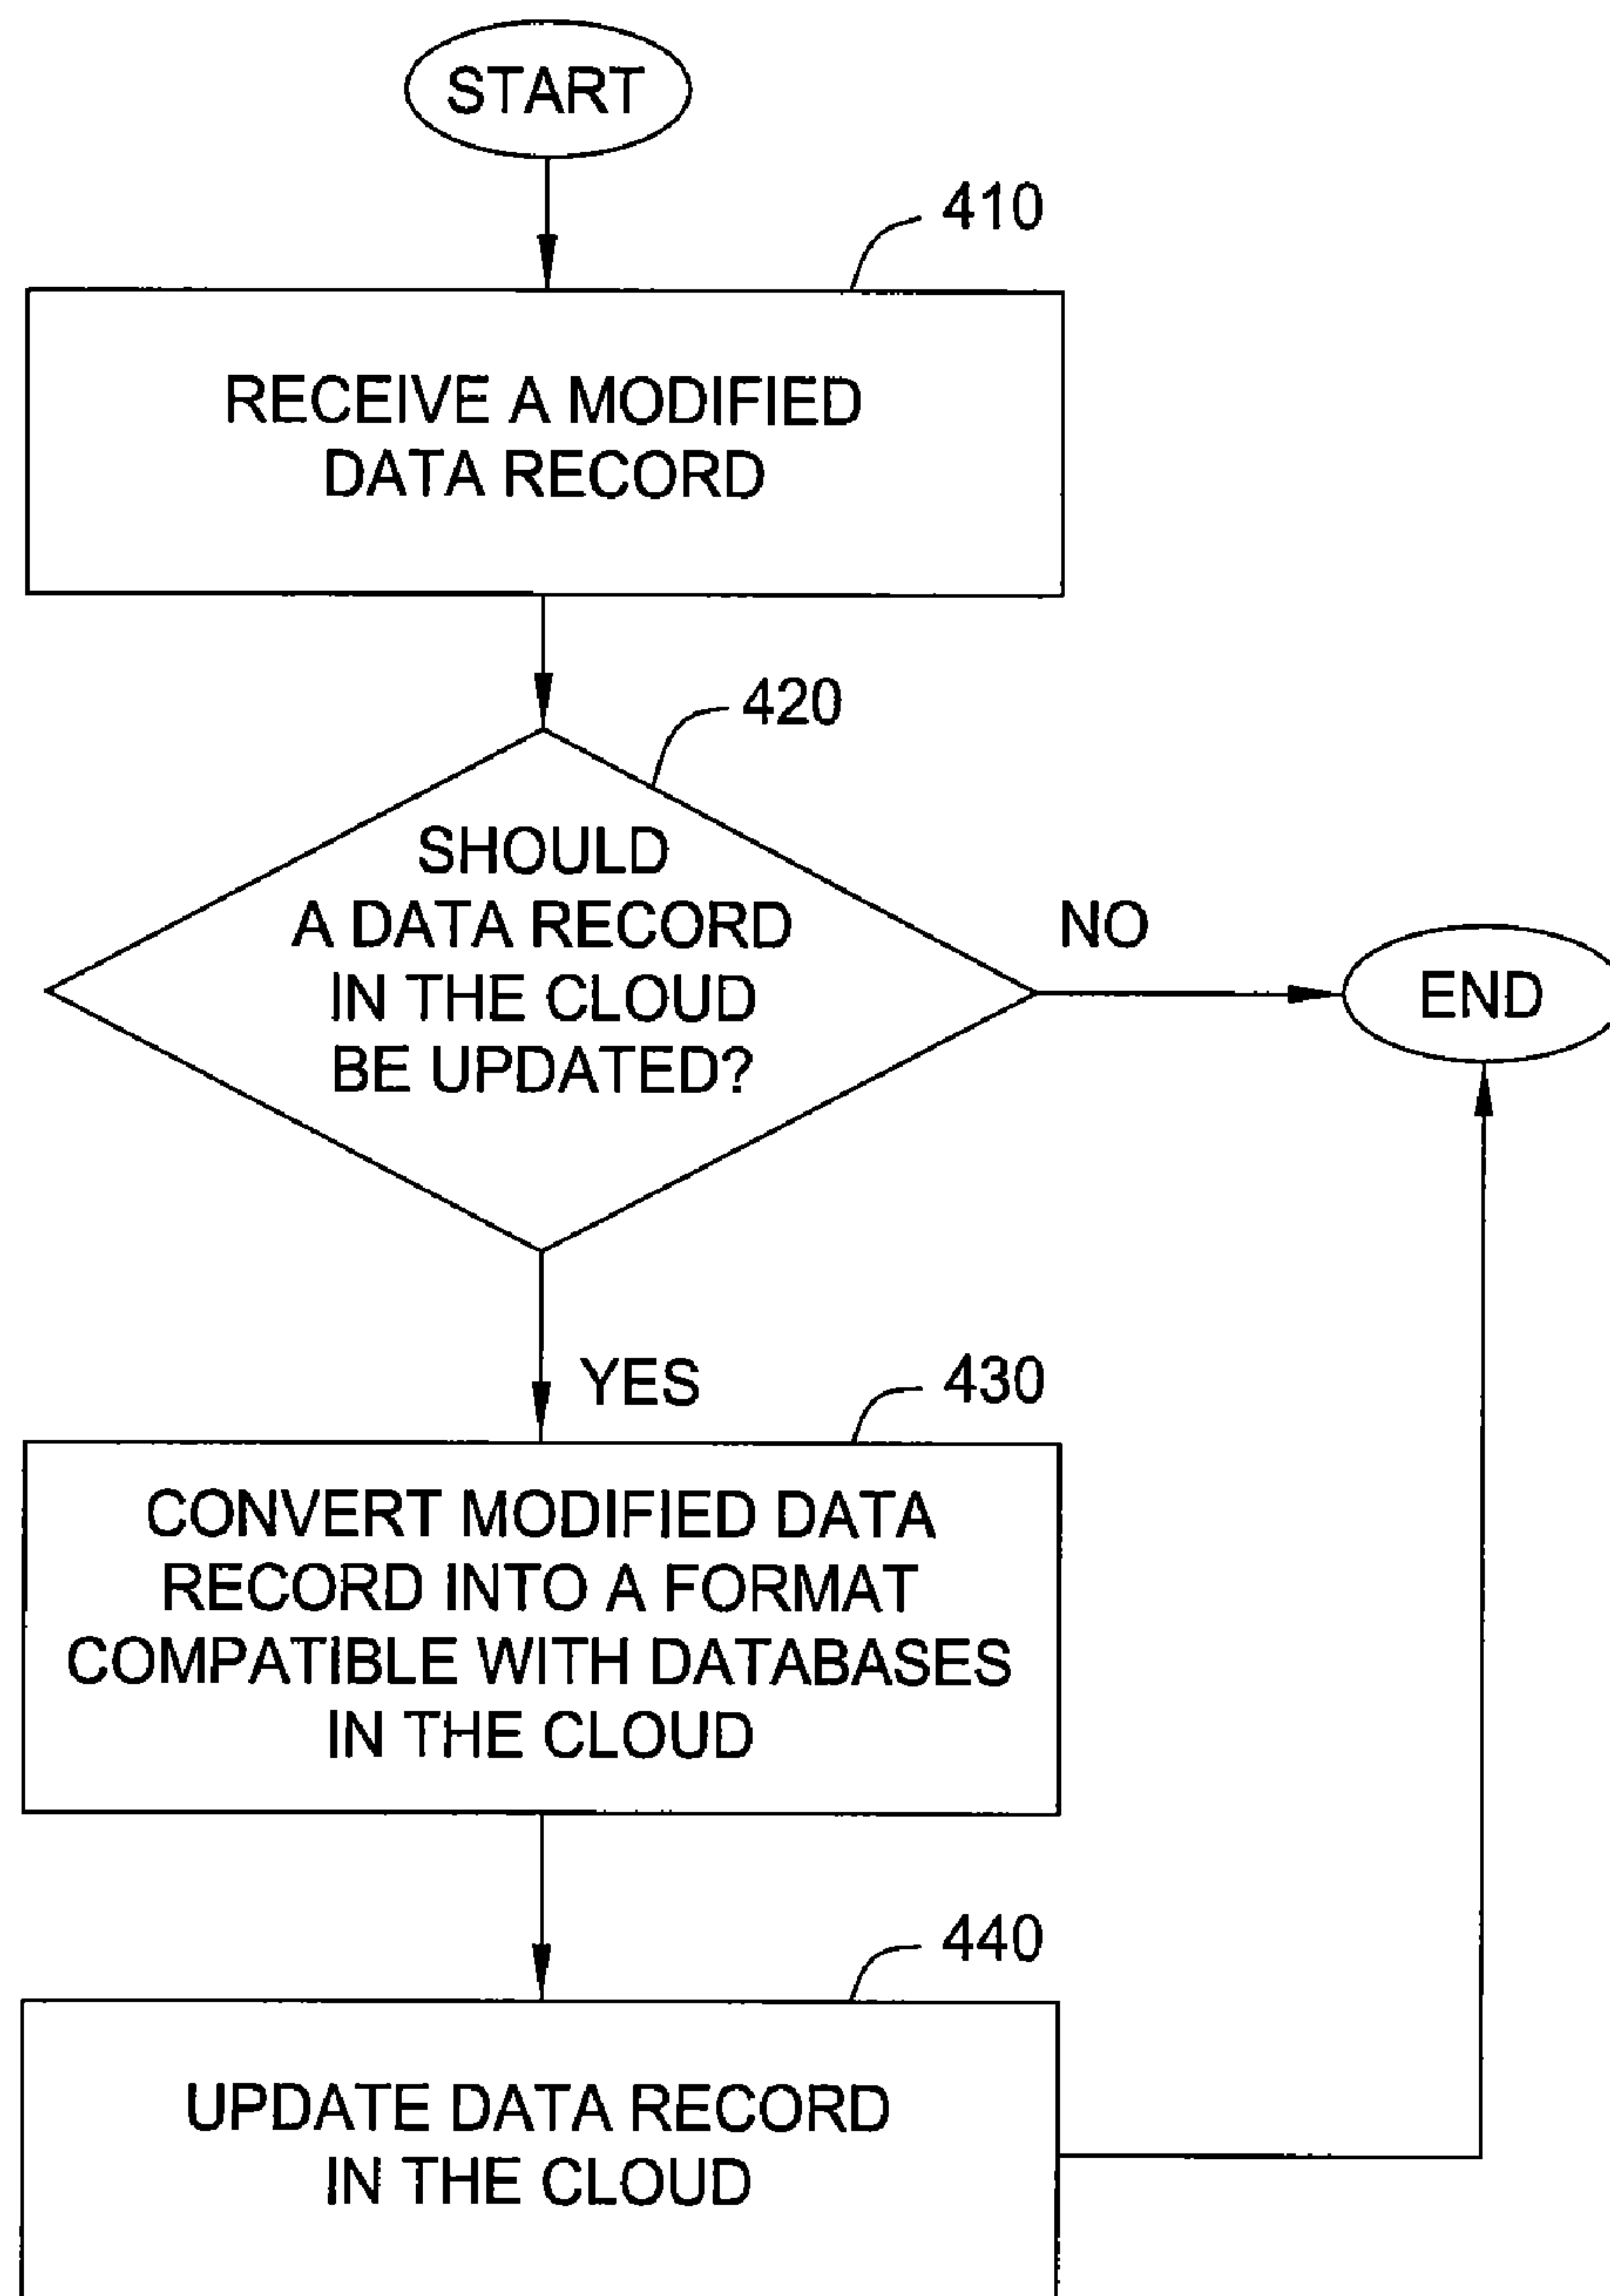 START
410
RECEIVE A MODIFIED
DATA RECORD
420
SHOULD
A DATA RECORD
IN THE CLOUD
BE UPDATED?
NO
END
YES
430
CONVERT MODIFIED DATA
RECORD INTO A FORMAT
COMPATIBLE WITH DATABASES
IN THE CLOUD
440
UPDATE DATA RECORD
IN THE CLOUD